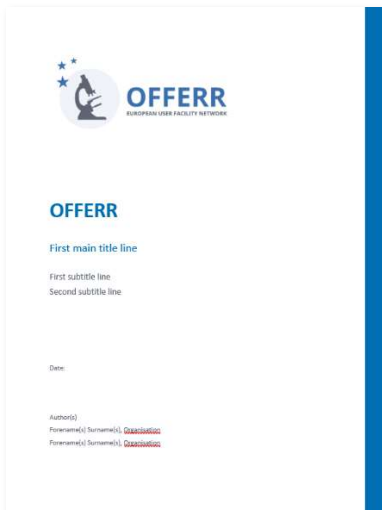 OFFERR
EUROPEAN USER FACILITY NETWORK
OFFERR
First main title line
First subtitle line
Second subtitle line
Date:
Author(s)
Forename(s) Surname(s), Organisation
Forename(s) Surname(s), Organisation